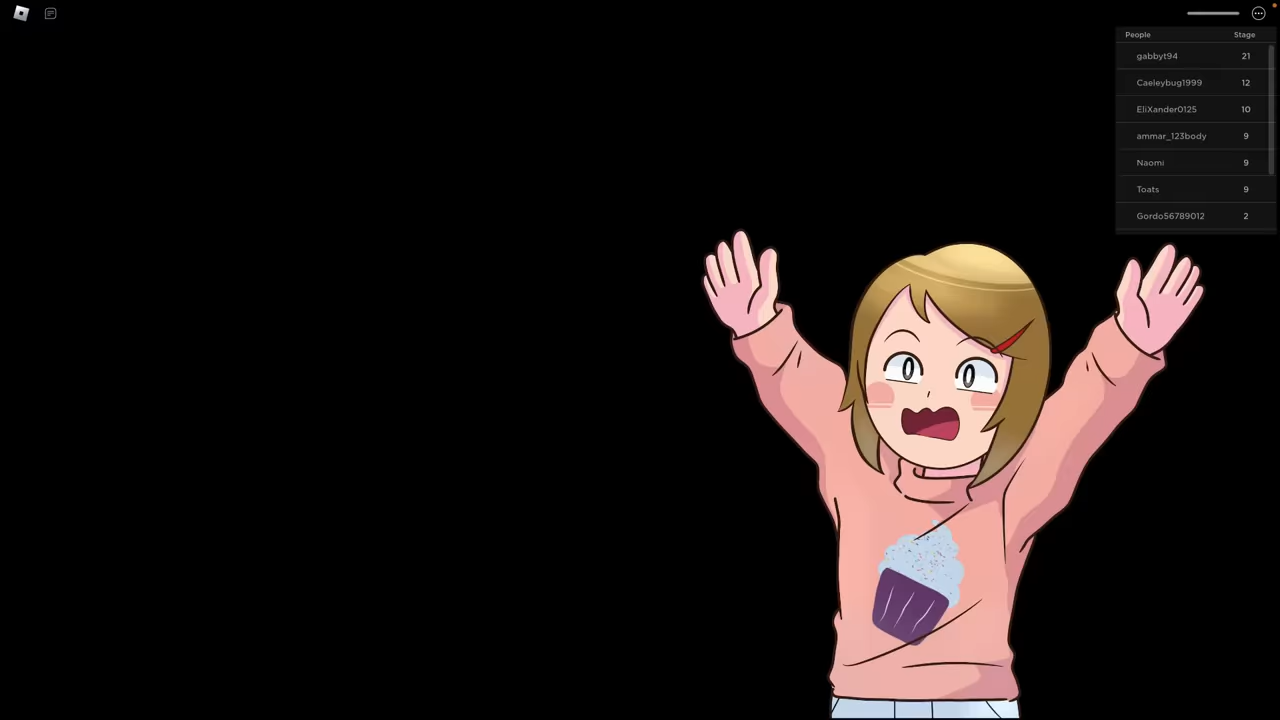 People Stage
gabbyt94 21
Caeleybug1999 12
EliXander0125 10
ammar_123body 9
Naomi 9
Toats 9
Gordo56789012 2